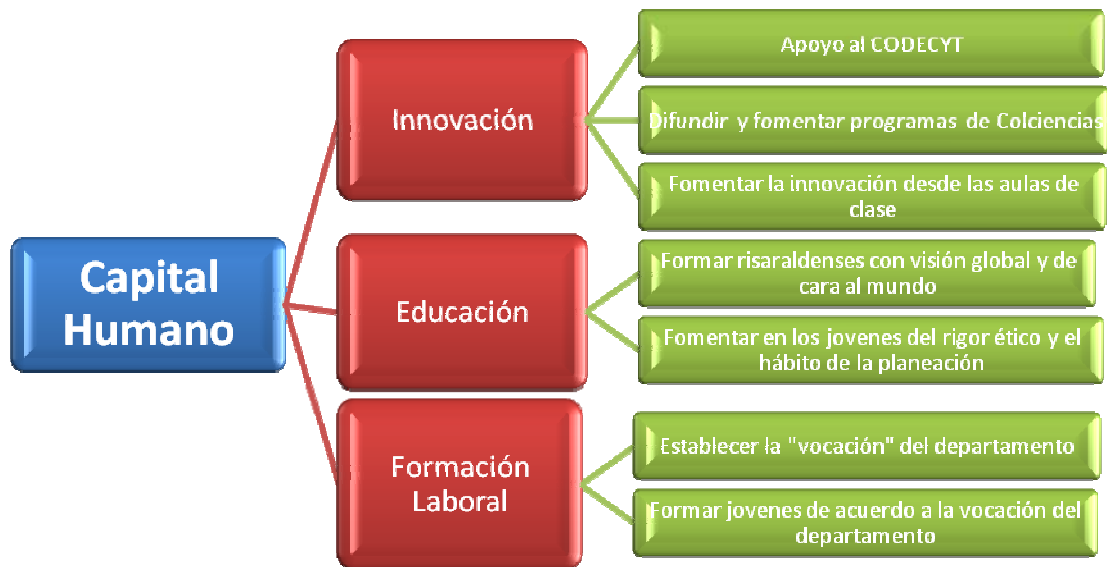 Capital
Humano
Innovación
Apoyo al CODECYT
Difundir y fomentar programas de Colciencias
Fomentar la innovación desde las aulas de
clase
Educación
Formar risaraldenses con visión global y de
cara al mundo
Fomentar en los jovenes del rigor ético y el
hábito de la planeación
Formación
Laboral
Establecer la "vocación" del departamento
Formar jovenes de acuerdo a la vocación del
departamento